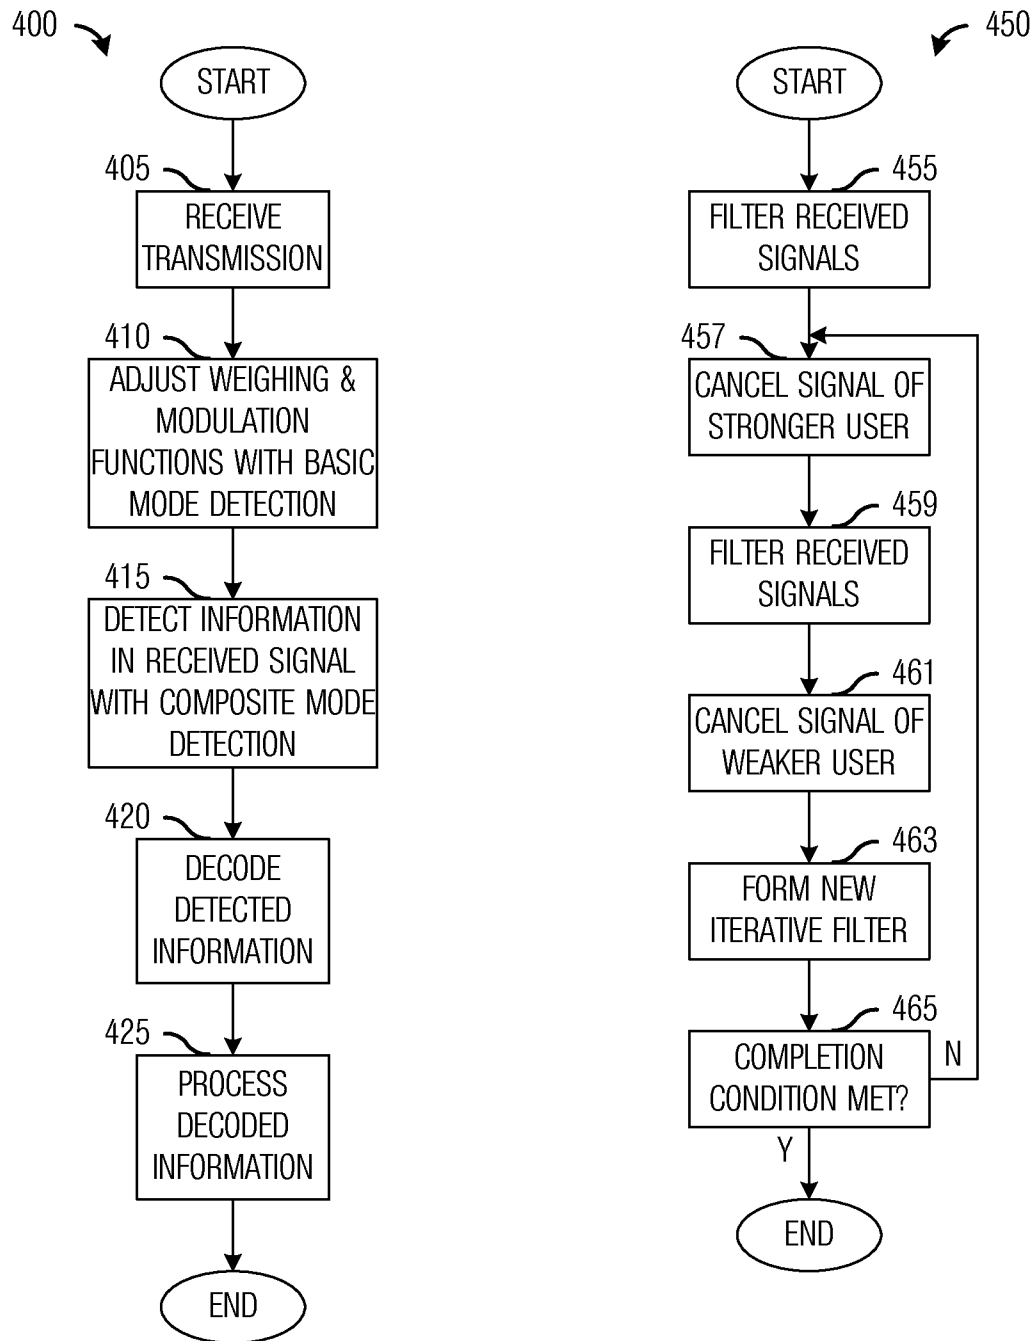 400
START
405
RECEIVE
TRANSMISSION
410
ADJUST WEIGHING &
MODULATION
FUNCTIONS WITH BASIC
MODE DETECTION
415
DETECT INFORMATION
IN RECEIVED SIGNAL
WITH COMPOSITE MODE
DETECTION
420
DECODE
DETECTED
INFORMATION
425
PROCESS
DECODED
INFORMATION
END
450
START
455
FILTER RECEIVED
SIGNALS
457
CANCEL SIGNAL OF
STRONGER USER
459
FILTER RECEIVED
SIGNALS
461
CANCEL SIGNAL OF
WEAKER USER
463
FORM NEW
ITERATIVE FILTER
465
COMPLETION
CONDITION MET?
N
Y
END